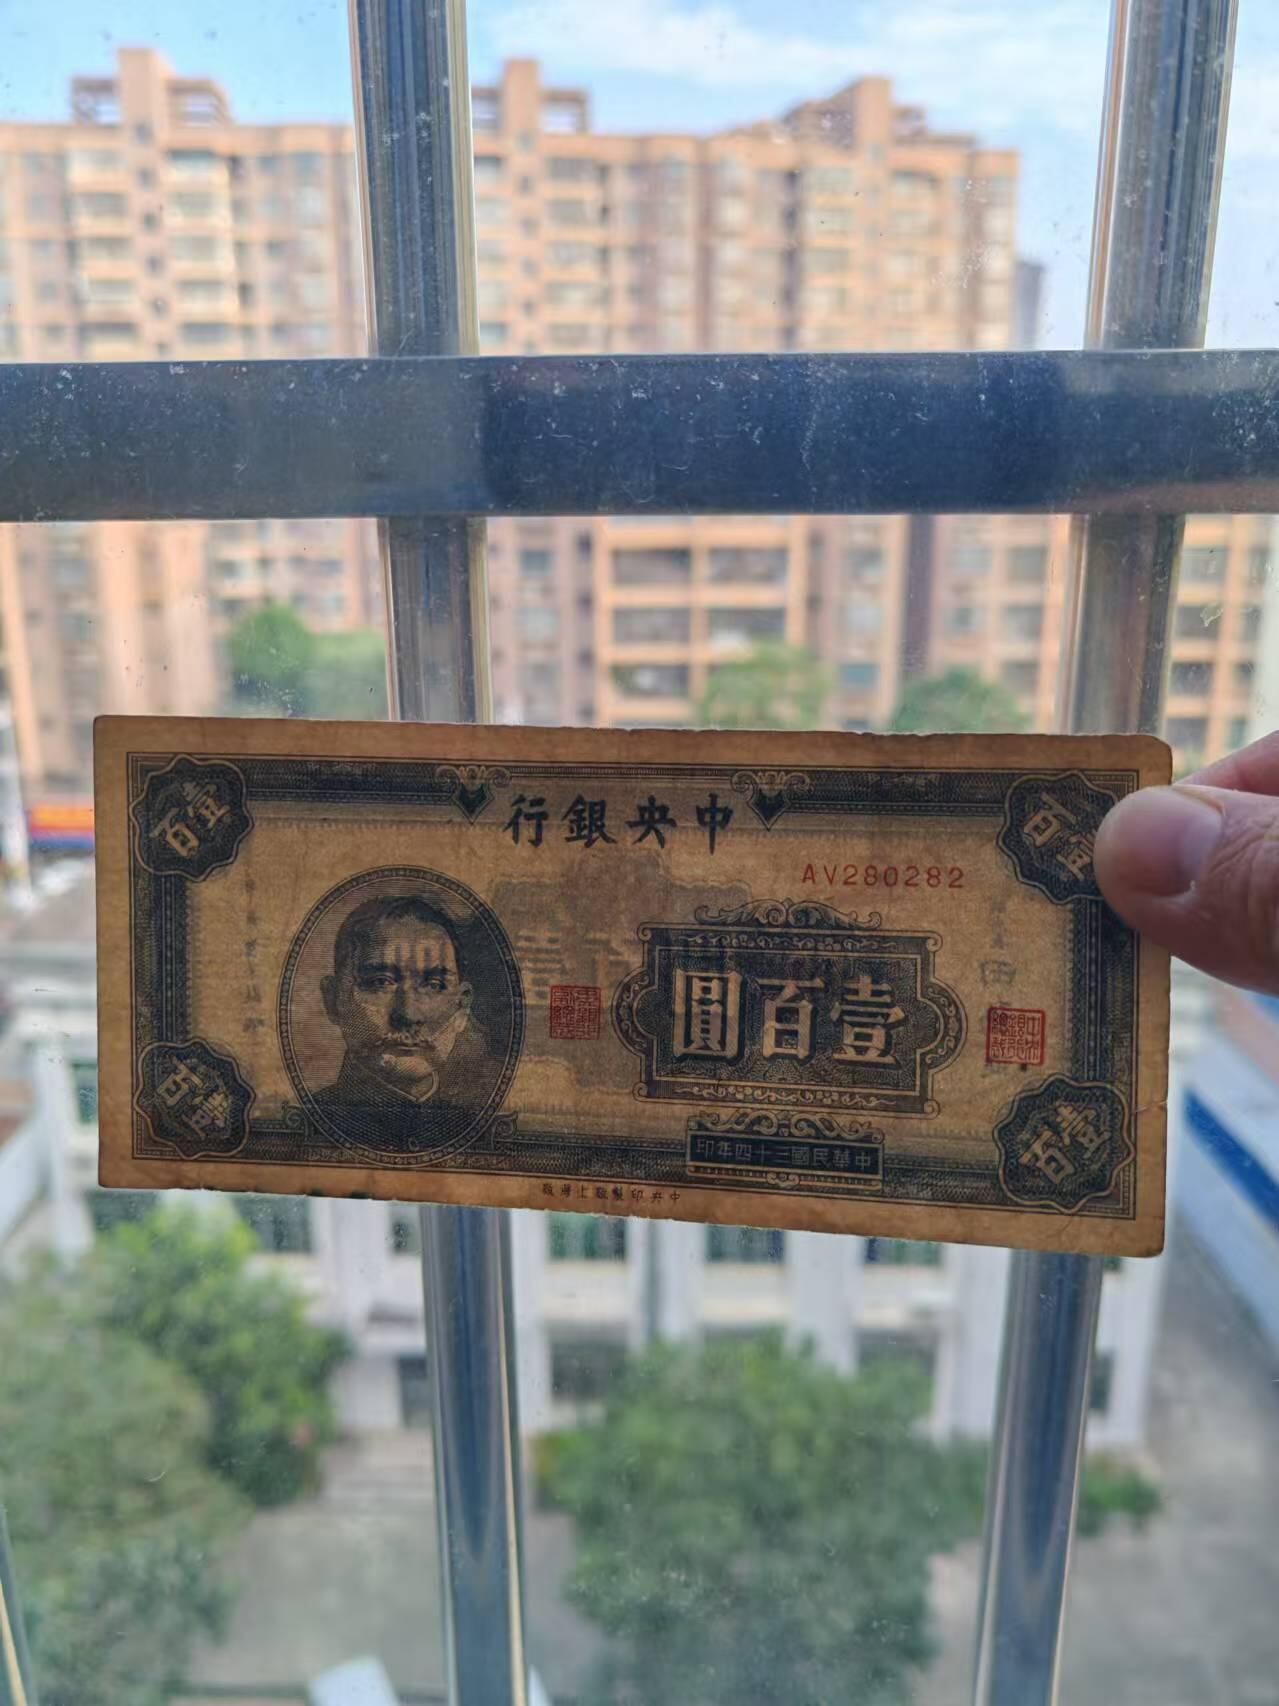 中央銀行
AV280282
壹百
百壹
壹百圓
中華民國三十四年印
百壹
壹百
中央印製廠上海廠